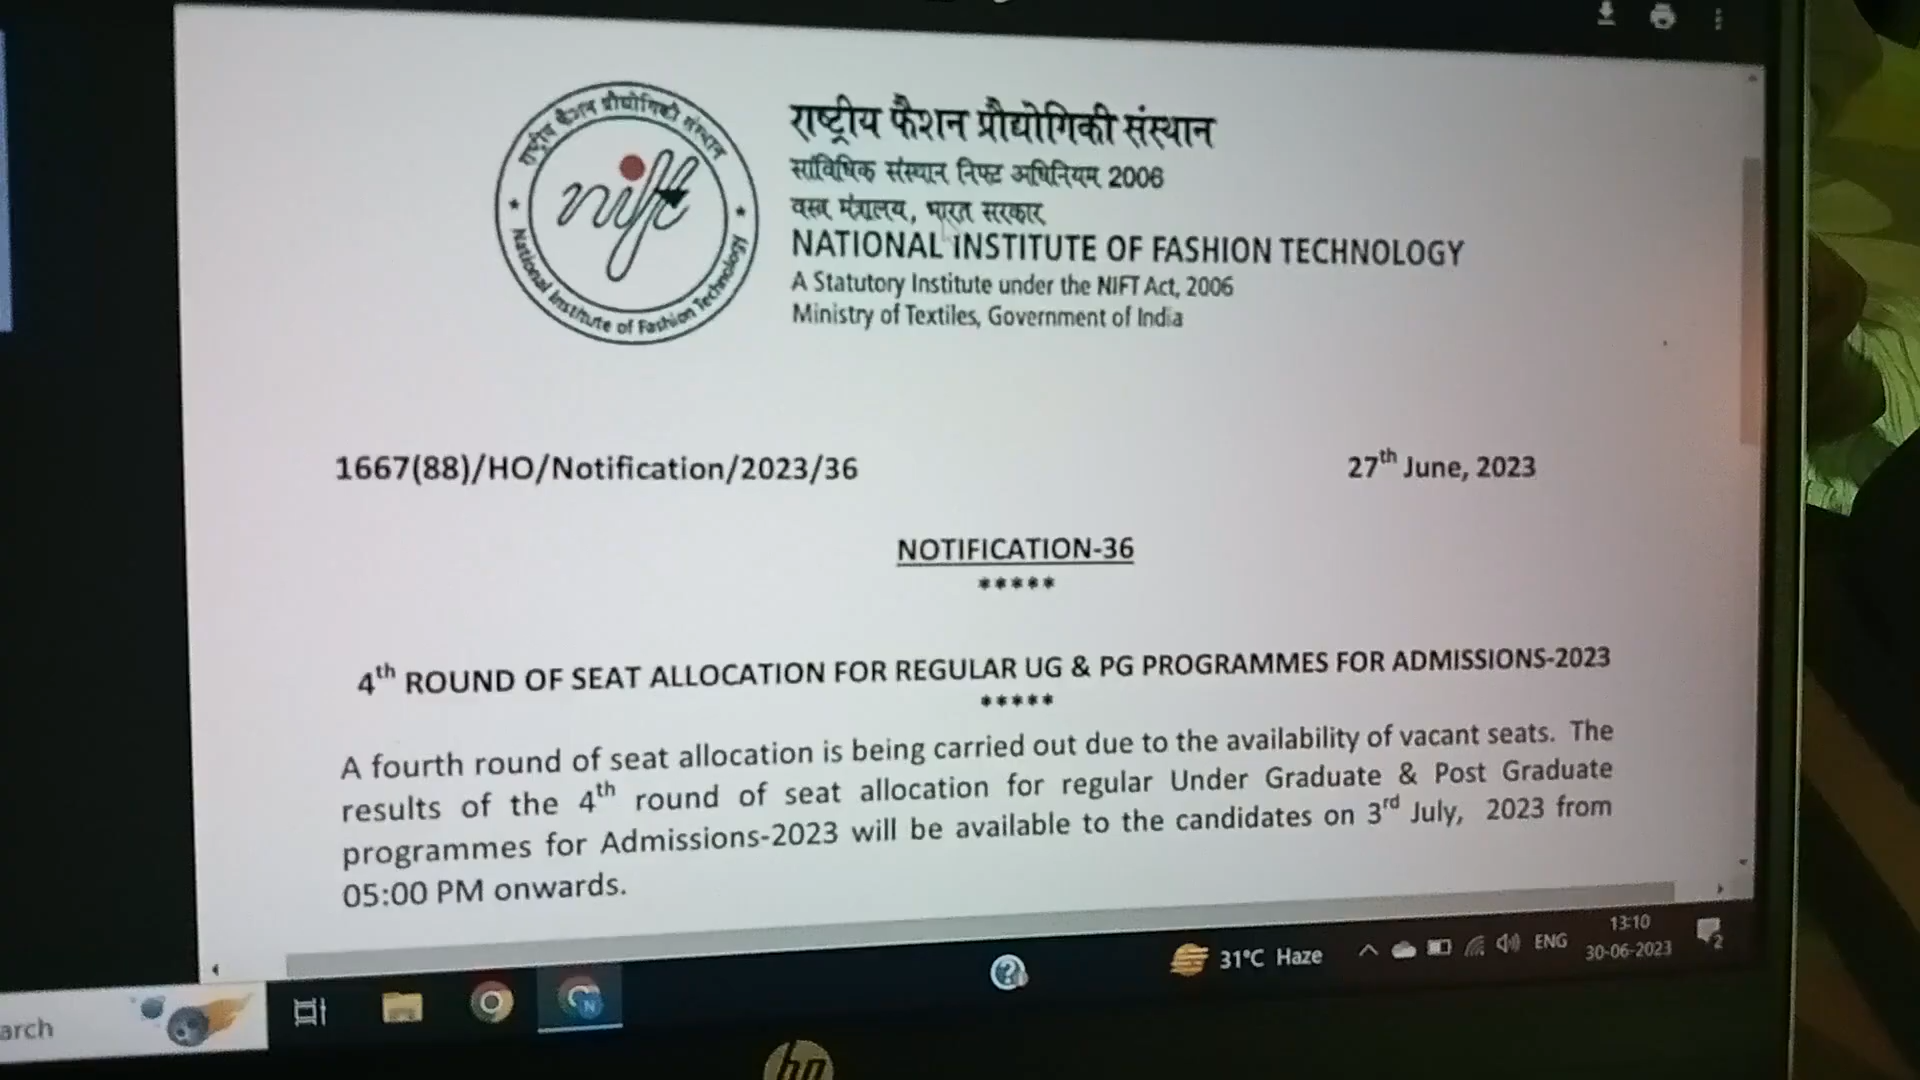 राष्ट्रीय फैशन प्रौद्योगिकी संस्थान
National Institute of Fashion Technology
nift
राष्ट्रीय फैशन प्रौद्योगिकी संस्थान
सांविधिक संस्थान निफ्ट अधिनियम 2006
वस्त्र मंत्रालय, भारत सरकार
NATIONAL INSTITUTE OF FASHION TECHNOLOGY
A Statutory Institute under the NIFT Act, 2006
Ministry of Textiles, Government of India
1667(88)/HO/Notification/2023/36 27th June, 2023
NOTIFICATION-36
*****
4th ROUND OF SEAT ALLOCATION FOR REGULAR UG & PG PROGRAMMES FOR ADMISSIONS-2023
*****
A fourth round of seat allocation is being carried out due to the availability of vacant seats. The
results of the 4th round of seat allocation for regular Under Graduate & Post Graduate
programmes for Admissions-2023 will be available to the candidates on 3rd July, 2023 from
05:00 PM onwards.
arch
N
31°C Haze
ENG
13:10
30-06-2023
2
hp